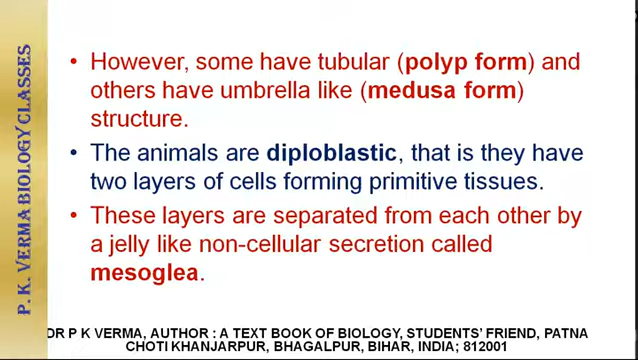 P. K. VERMA BIOLOGY CLASSES
• However, some have tubular (polyp form) and
others have umbrella like (medusa form)
structure.
• The animals are diploblastic, that is they have
two layers of cells forming primitive tissues.
• These layers are separated from each other by
a jelly like non-cellular secretion called
mesoglea.
DR P K VERMA, AUTHOR : A TEXT BOOK OF BIOLOGY, STUDENTS' FRIEND, PATNA
CHOTI KHANJARPUR, BHAGALPUR, BIHAR, INDIA; 812001